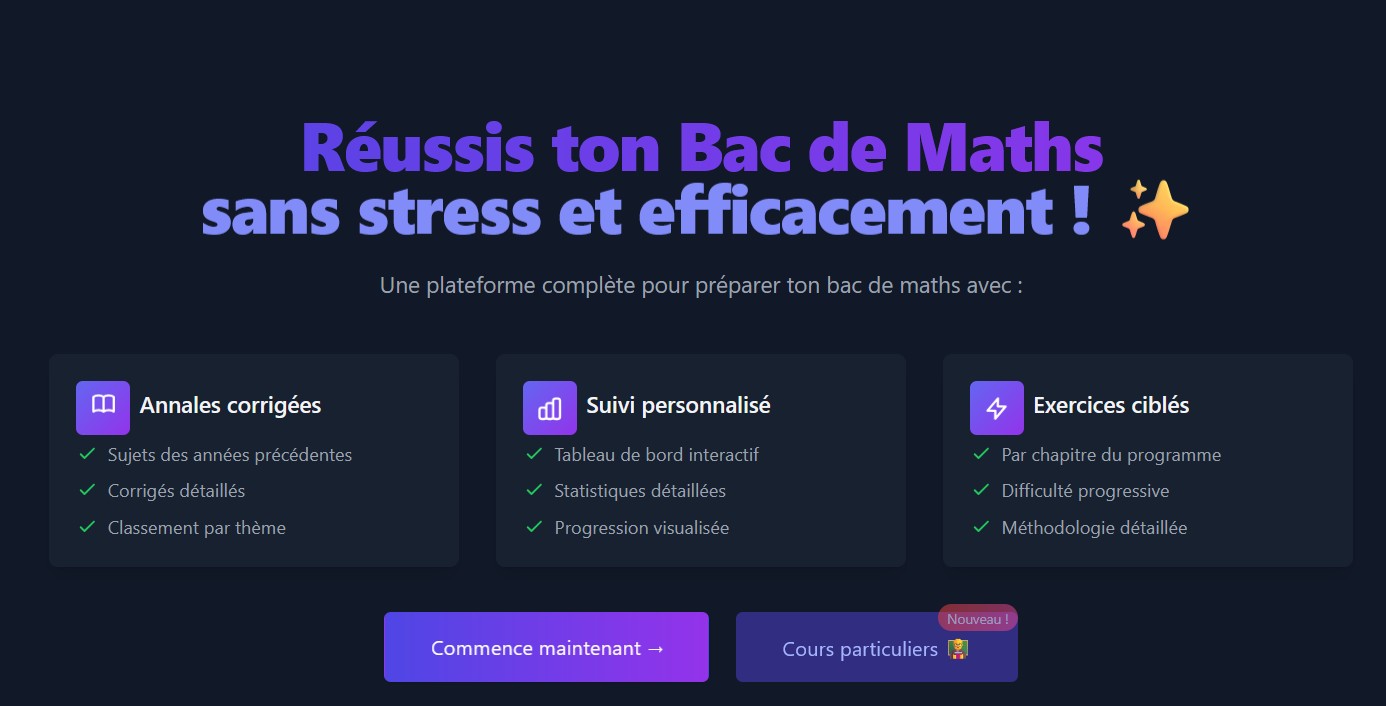 Réussis ton Bac de Maths
sans stress et efficacement ! ✨
Une plateforme complète pour préparer ton bac de maths avec :
Annales corrigées
Sujets des années précédentes
Corrigés détaillés
Classement par thème
Suivi personnalisé
Tableau de bord interactif
Statistiques détaillées
Progression visualisée
Exercices ciblés
Par chapitre du programme
Difficulté progressive
Méthodologie détaillée
Commence maintenant →
Nouveau !
Cours particuliers 👨‍🏫